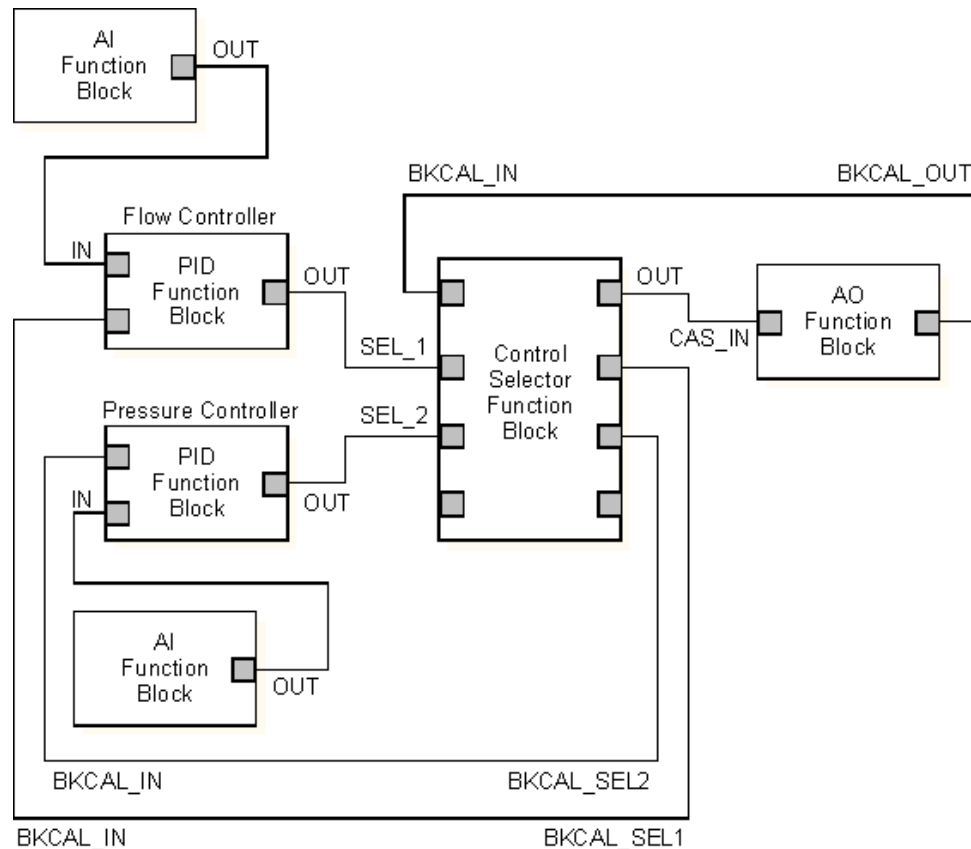 AI
Function
Block
OUT
BKCAL_IN
BKCAL_OUT
Flow Controller
IN
PID
Function
Block
OUT
SEL_1
Control
Selector
Function
Block
OUT
CAS_IN
AO
Function
Block
Pressure Controller
SEL_2
IN
PID
Function
Block
OUT
AI
Function
Block
OUT
BKCAL_IN
BKCAL_SEL2
BKCAL_IN
BKCAL_SEL1